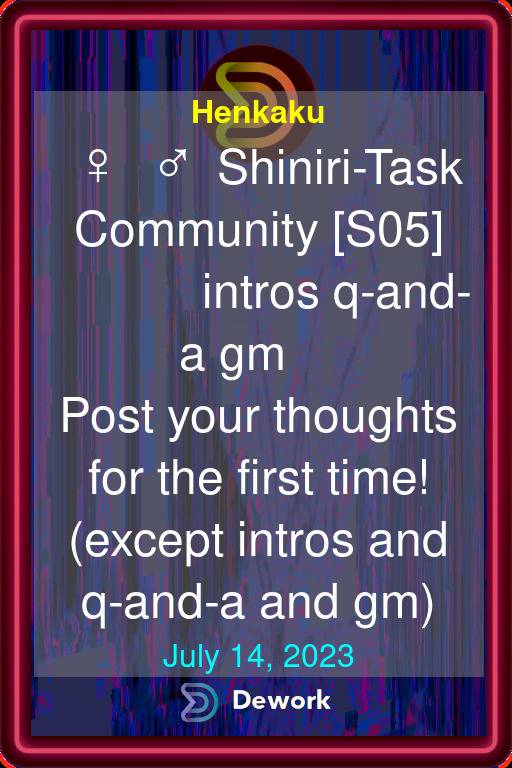 Henkaku
♀ ♂ Shiniri-Task
Community [S05]
intros q-and-
a gm
Post your thoughts
for the first time!
(except intros and
q-and-a and gm)
July 14, 2023
Dework